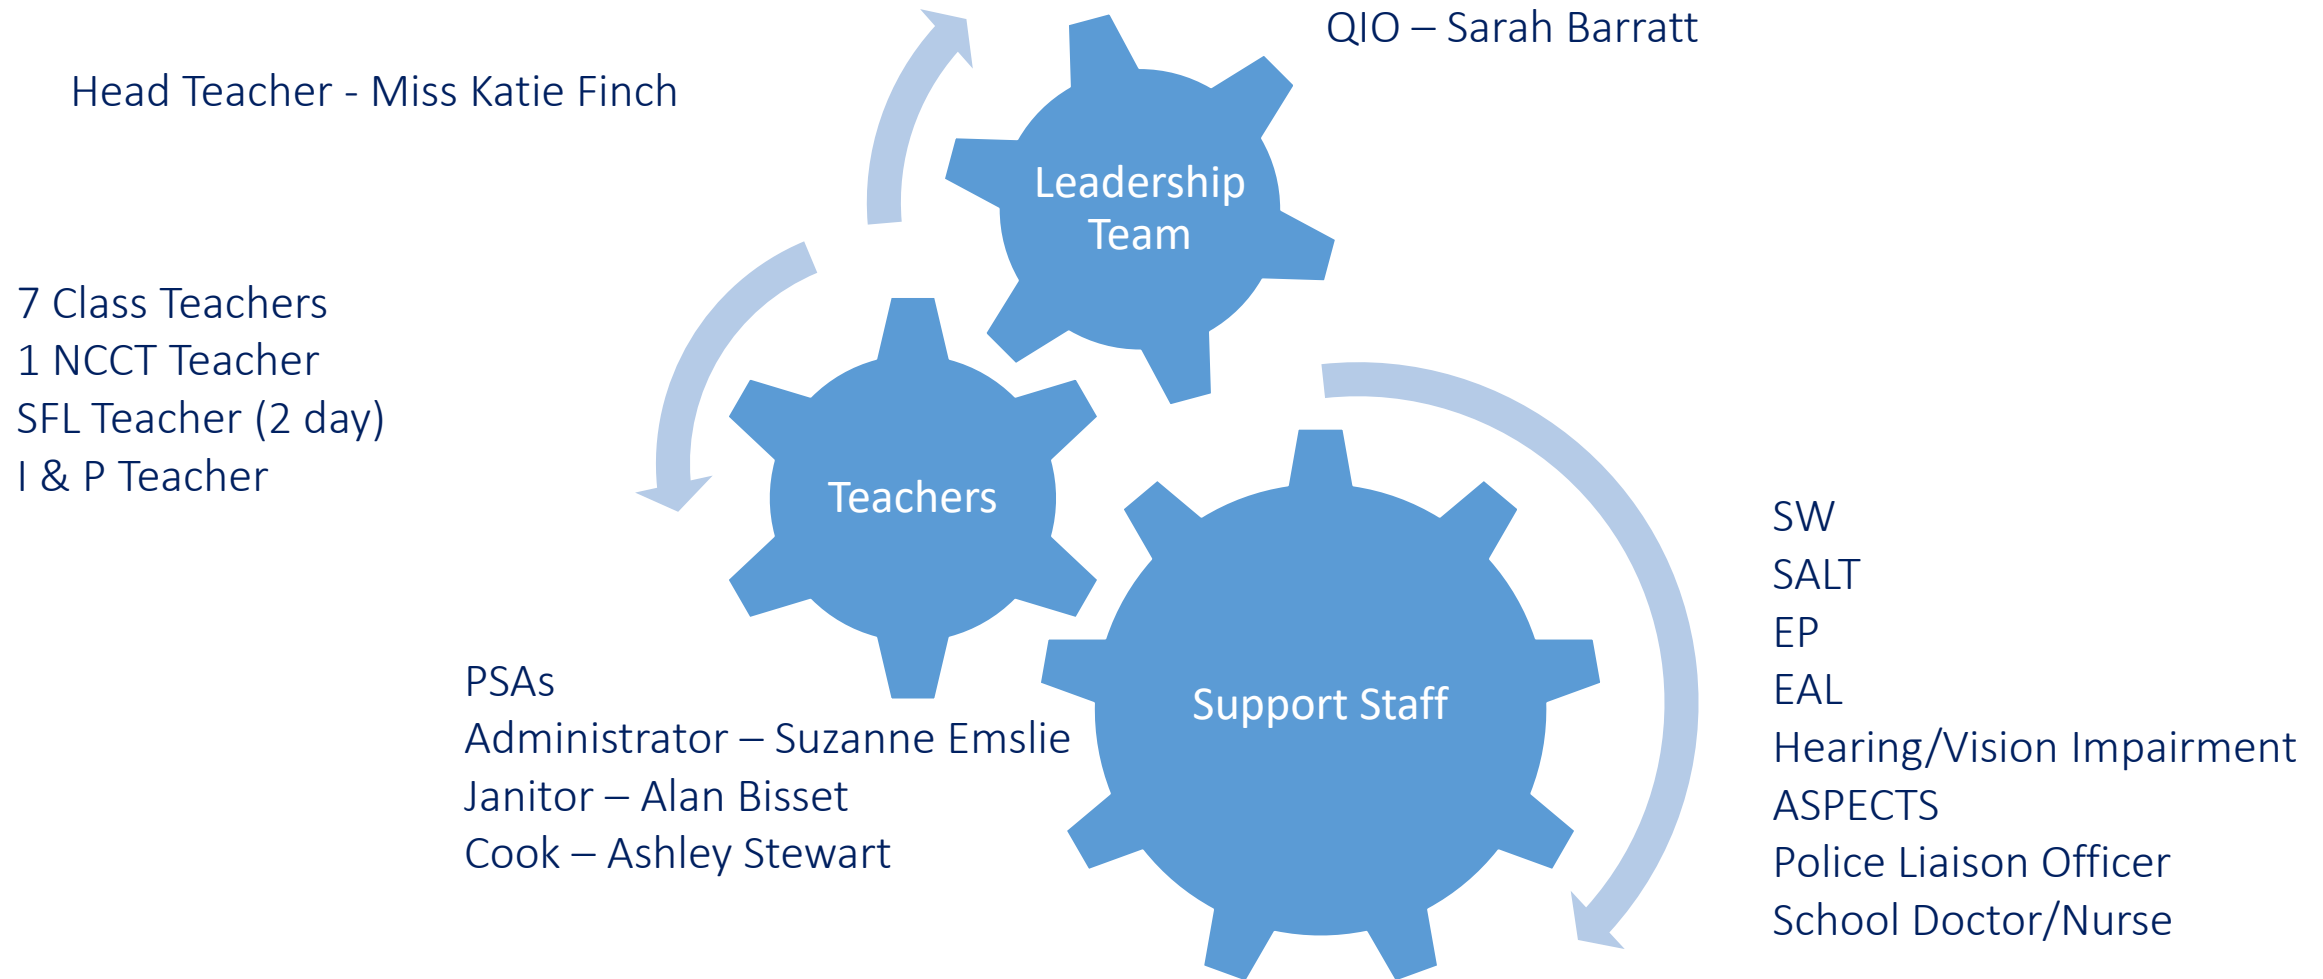 QIO – Sarah Barratt
Head Teacher - Miss Katie Finch
Leadership
Team
7 Class Teachers
1 NCCT Teacher
SFL Teacher (2 day)
I & P Teacher
Teachers
PSAs
Administrator – Suzanne Emslie
Janitor – Alan Bisset
Cook – Ashley Stewart
Support Staff
SW
SALT
EP
EAL
Hearing/Vision Impairment
ASPECTS
Police Liaison Officer
School Doctor/Nurse